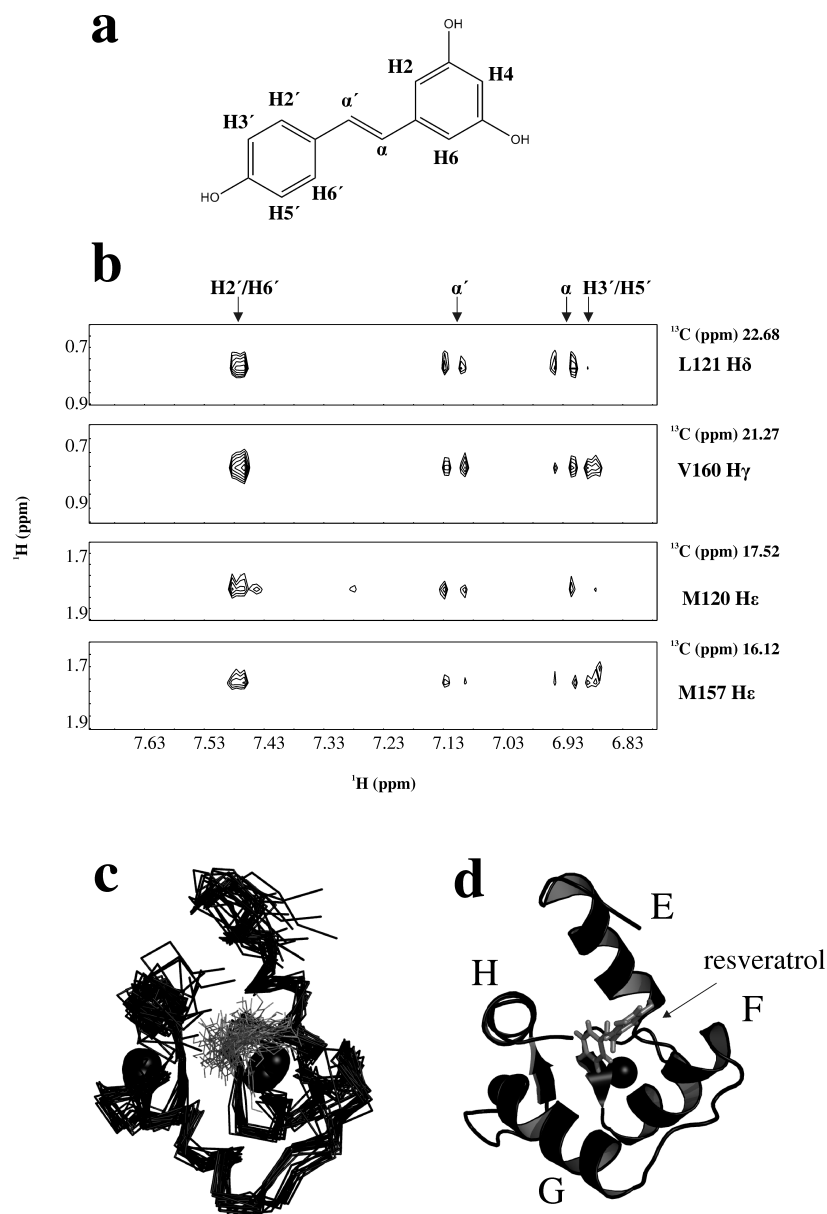 a
OH
H2
H4
α´
H2´
H3´
α
H6
OH
H6´
HO
H5´
b
H2´/H6´ α´ α H3´/H5´
0.7
0.9
¹³C (ppm) 22.68
L121 Hδ
0.7
0.9
¹³C (ppm) 21.27
V160 Hγ
¹H (ppm)
1.7
1.9
¹³C (ppm) 17.52
M120 Hε
1.7
1.9
¹³C (ppm) 16.12
M157 Hε
7.63 7.53 7.43 7.33 7.23 7.13 7.03 6.93 6.83
¹H (ppm)
c
d
E
resveratrol
H
F
G